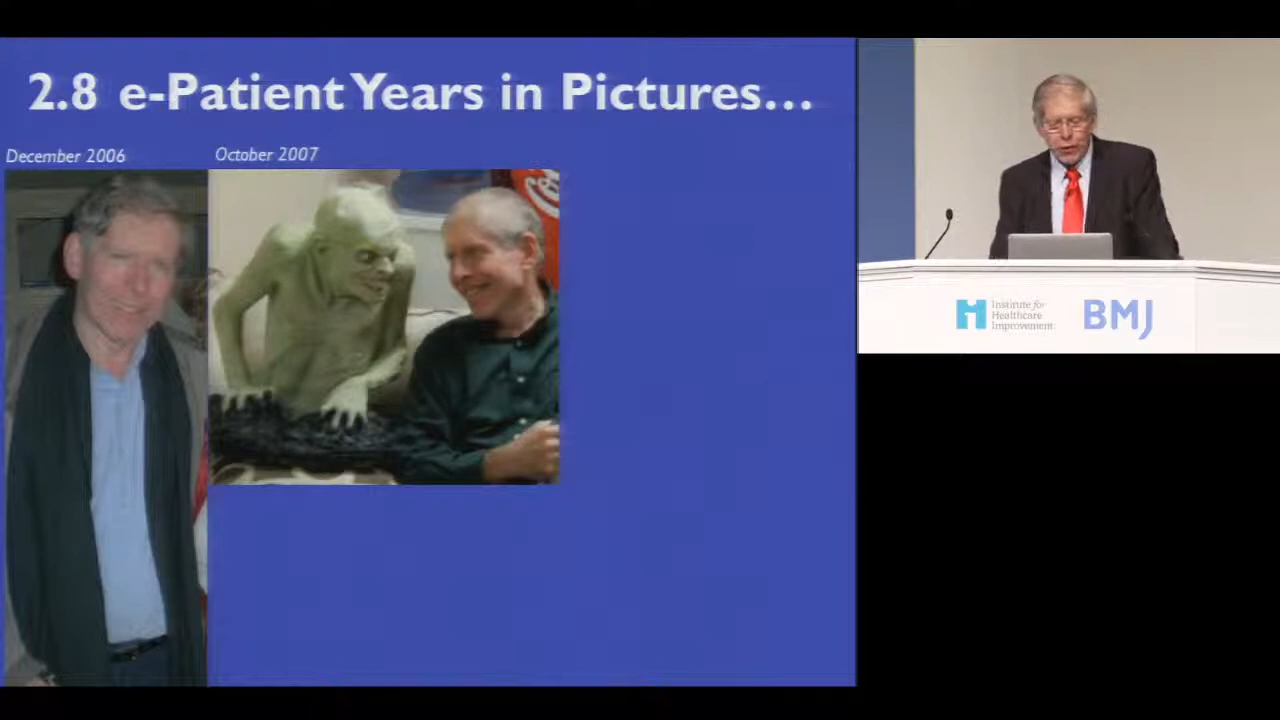 2.8 e-Patient Years in Pictures...
December 2006
October 2007
Institute for
Healthcare
Improvement
BMJ